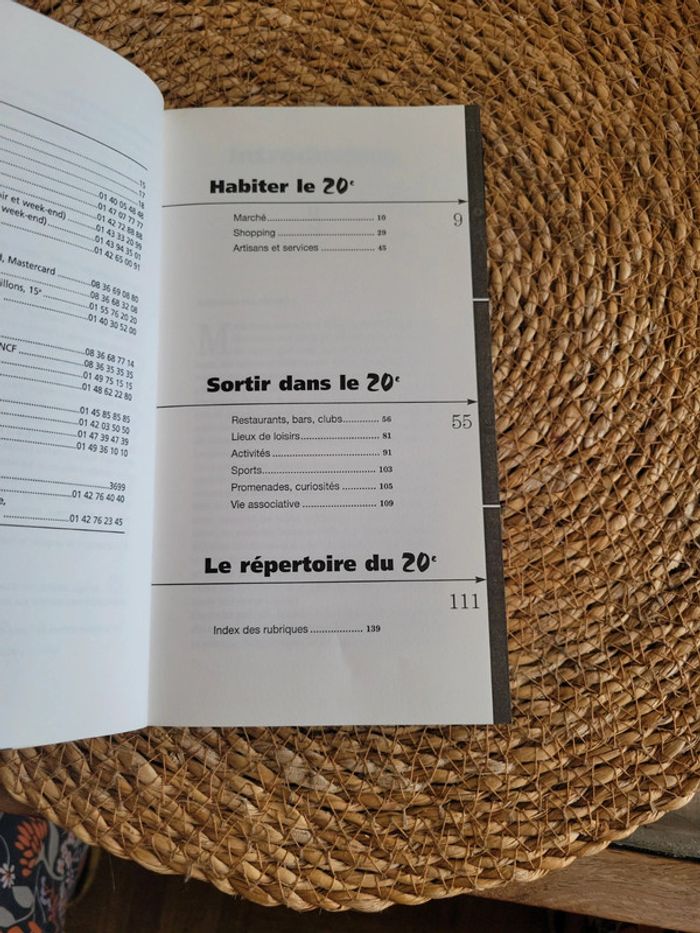 15
17
18
ir et week-end) 01 40 05 48 48
week-end) 01 47 07 77 77
01 42 72 88 88
01 43 33 20 99
01 43 94 35 01
01 42 65 00 91
, Mastercard ........08 36 69 08 80
illons, 15e ........08 36 68 32 08
01 55 76 20 20
01 40 30 52 00
NCF ........08 36 68 77 14
08 36 35 35 35
01 49 75 15 15
01 48 62 22 80
01 45 85 85 85
01 42 03 50 50
01 47 39 47 39
01 49 36 10 10
3699
01 42 76 40 40
e,
01 42 76 23 45
Habiter le 20e
9
Marché........ 10
Shopping ........ 29
Artisans et services ........ 45
Sortir dans le 20e
55
Restaurants, bars, clubs........ 56
Lieux de loisirs........ 81
Activités ........ 91
Sports........ 103
Promenades, curiosités ........ 105
Vie associative ........ 109
Le répertoire du 20e
111
Index des rubriques ........ 139